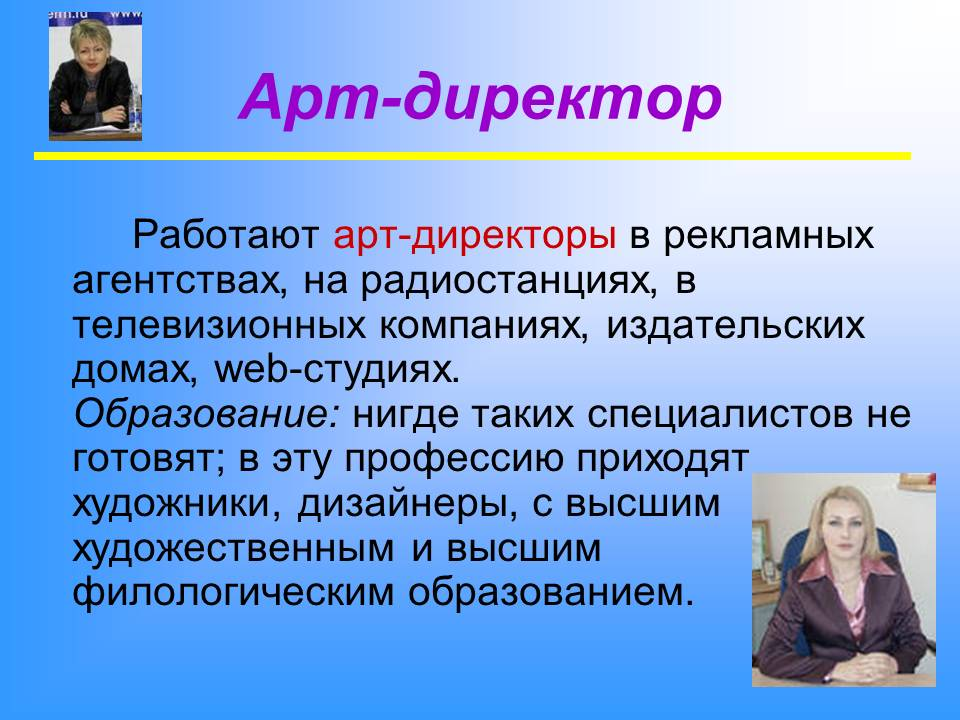 Арт-директор
Работают арт-директоры в рекламных
агентствах, на радиостанциях, в
телевизионных компаниях, издательских
домах, web-студиях.
Образование: нигде таких специалистов не
готовят; в эту профессию приходят
художники, дизайнеры, с высшим
художественным и высшим
филологическим образованием.